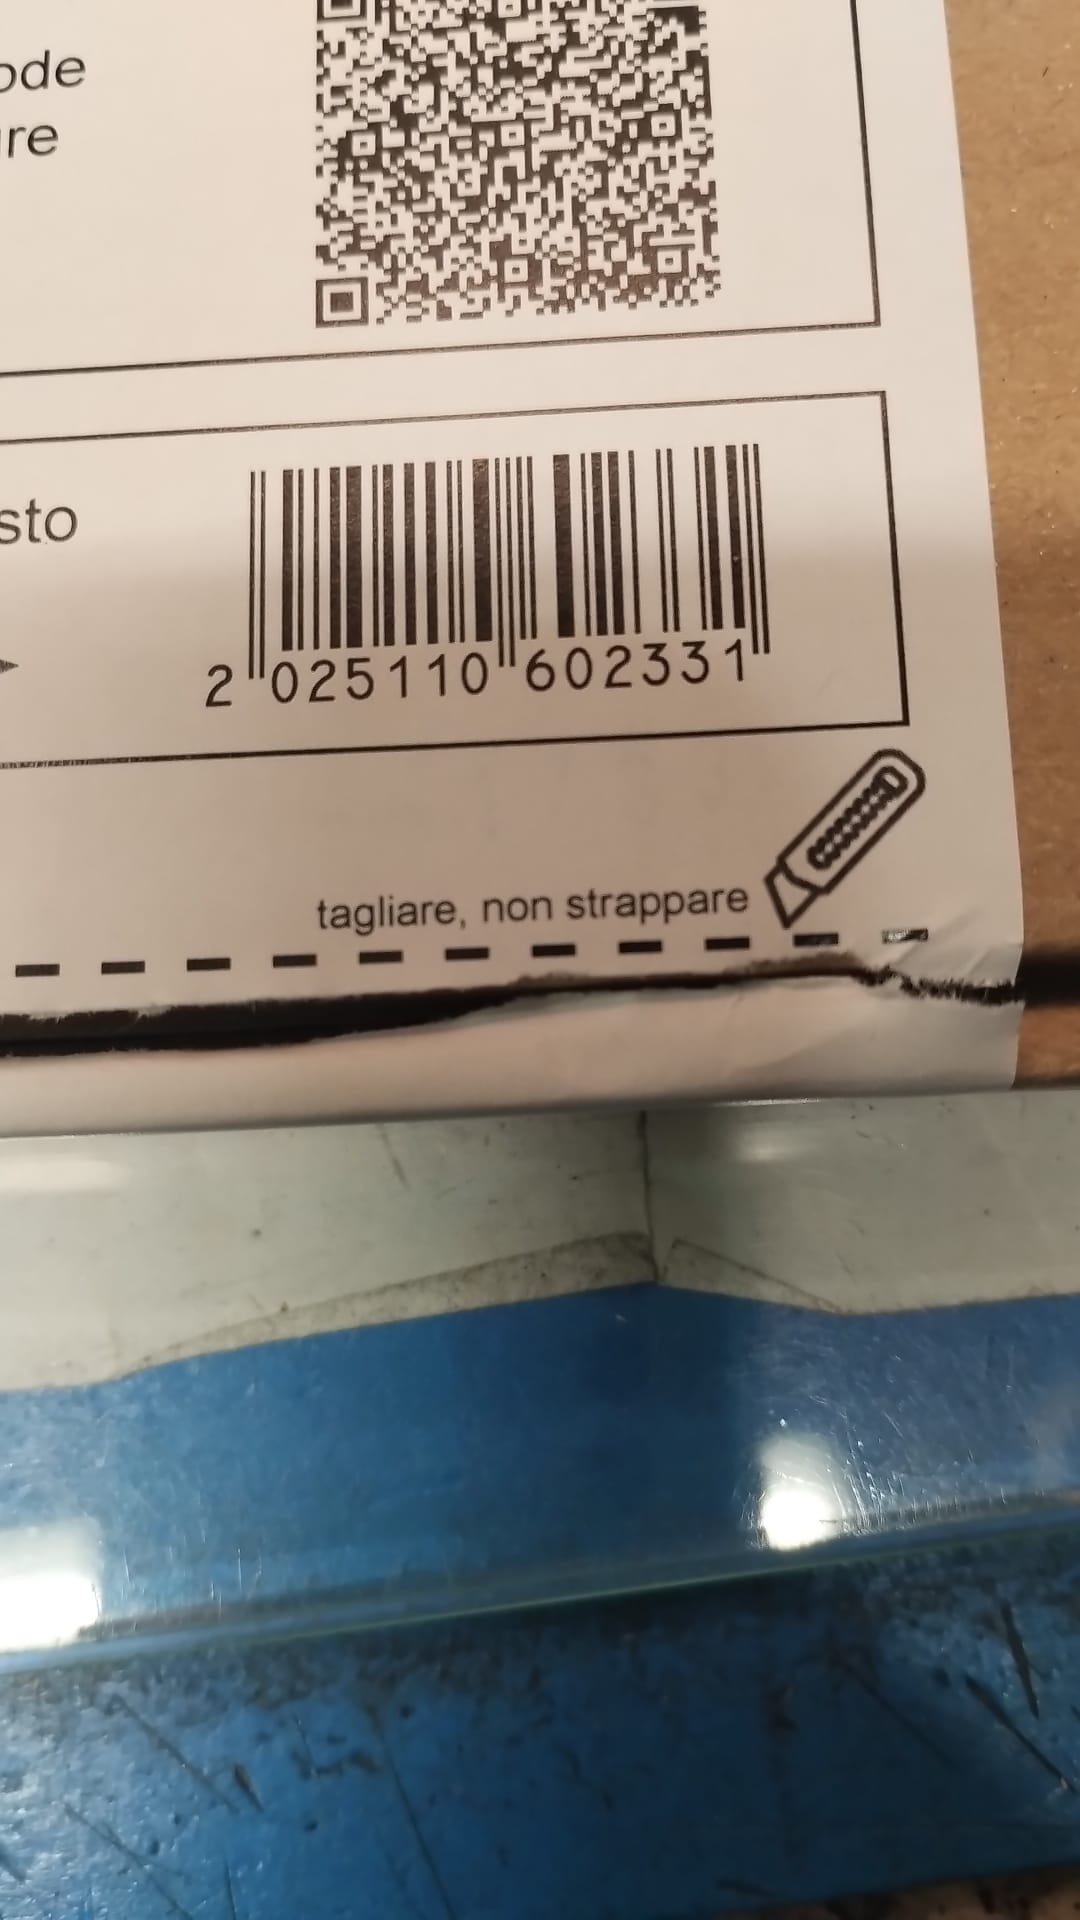 ode
re
sto
2 025110 602331
tagliare, non strappare